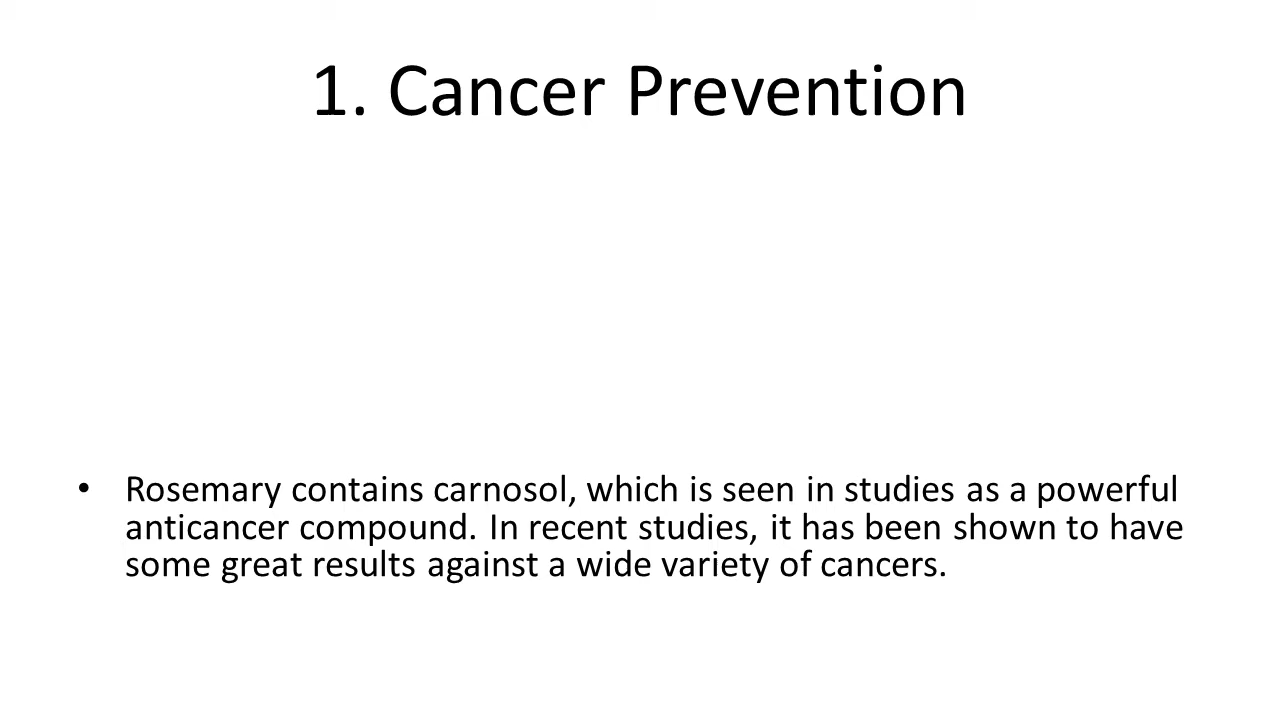 1. Cancer Prevention
• Rosemary contains carnosol, which is seen in studies as a powerful
anticancer compound. In recent studies, it has been shown to have
some great results against a wide variety of cancers.